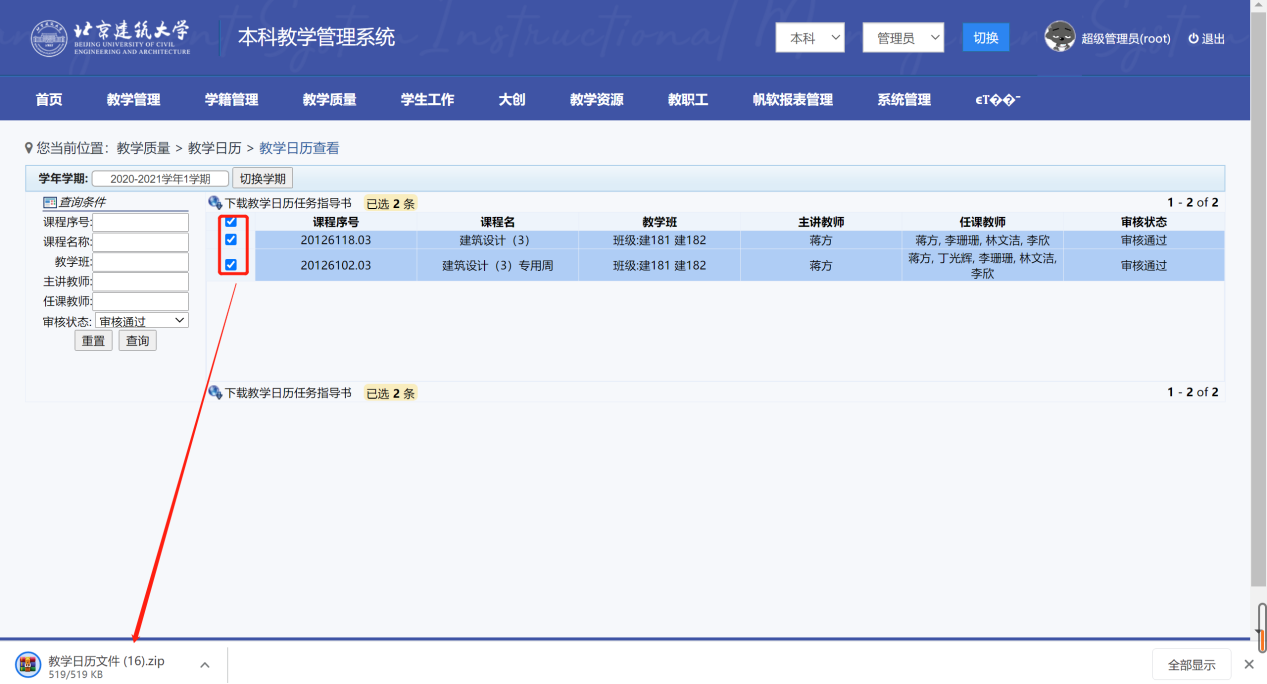 北京建筑大学
BEIJING UNIVERSITY OF CIVIL
ENGINEERING AND ARCHITECTURE
本科教学管理系统
本科
管理员
切换
超级管理员(root)
退出
首页 教学管理 学籍管理 教学质量 学生工作 大创 教学资源 教职工 帆软报表管理 系统管理 єT��ˉ
您当前位置: 教学质量 > 教学日历 > 教学日历查看
学年学期: 2020-2021学年1学期 切换学期
查询条件
课程序号:
课程名称:
教学班:
主讲教师:
任课教师:
审核状态: 审核通过
重置 查询
下载教学日历任务指导书 已选 2 条 1 - 2 of 2
课程序号 课程名 教学班 主讲教师 任课教师 审核状态
20126118.03 建筑设计（3） 班级:建181 建182 蒋方 蒋方, 李珊珊, 林文洁, 李欣 审核通过
20126102.03 建筑设计（3）专用周 班级:建181 建182 蒋方 蒋方, 丁光辉, 李珊珊, 林文洁, 审核通过
李欣
下载教学日历任务指导书 已选 2 条 1 - 2 of 2
教学日历文件 (16).zip
519/519 KB
全部显示